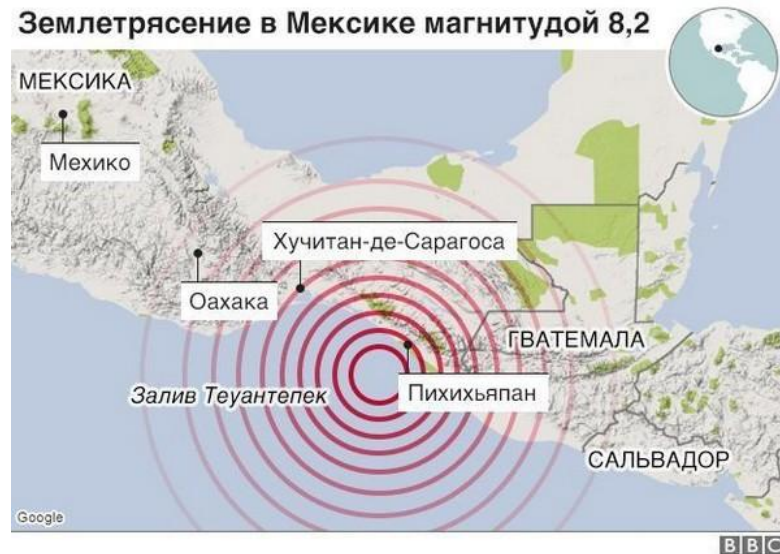 Землетрясение в Мексике магнитудой 8,2
МЕКСИКА
Мехико
Хучитан-де-Сарагоса
Оахака
ГВАТЕМАЛА
Залив Теуантепек
Пихихьяпан
САЛЬВАДОР
Google
BBC